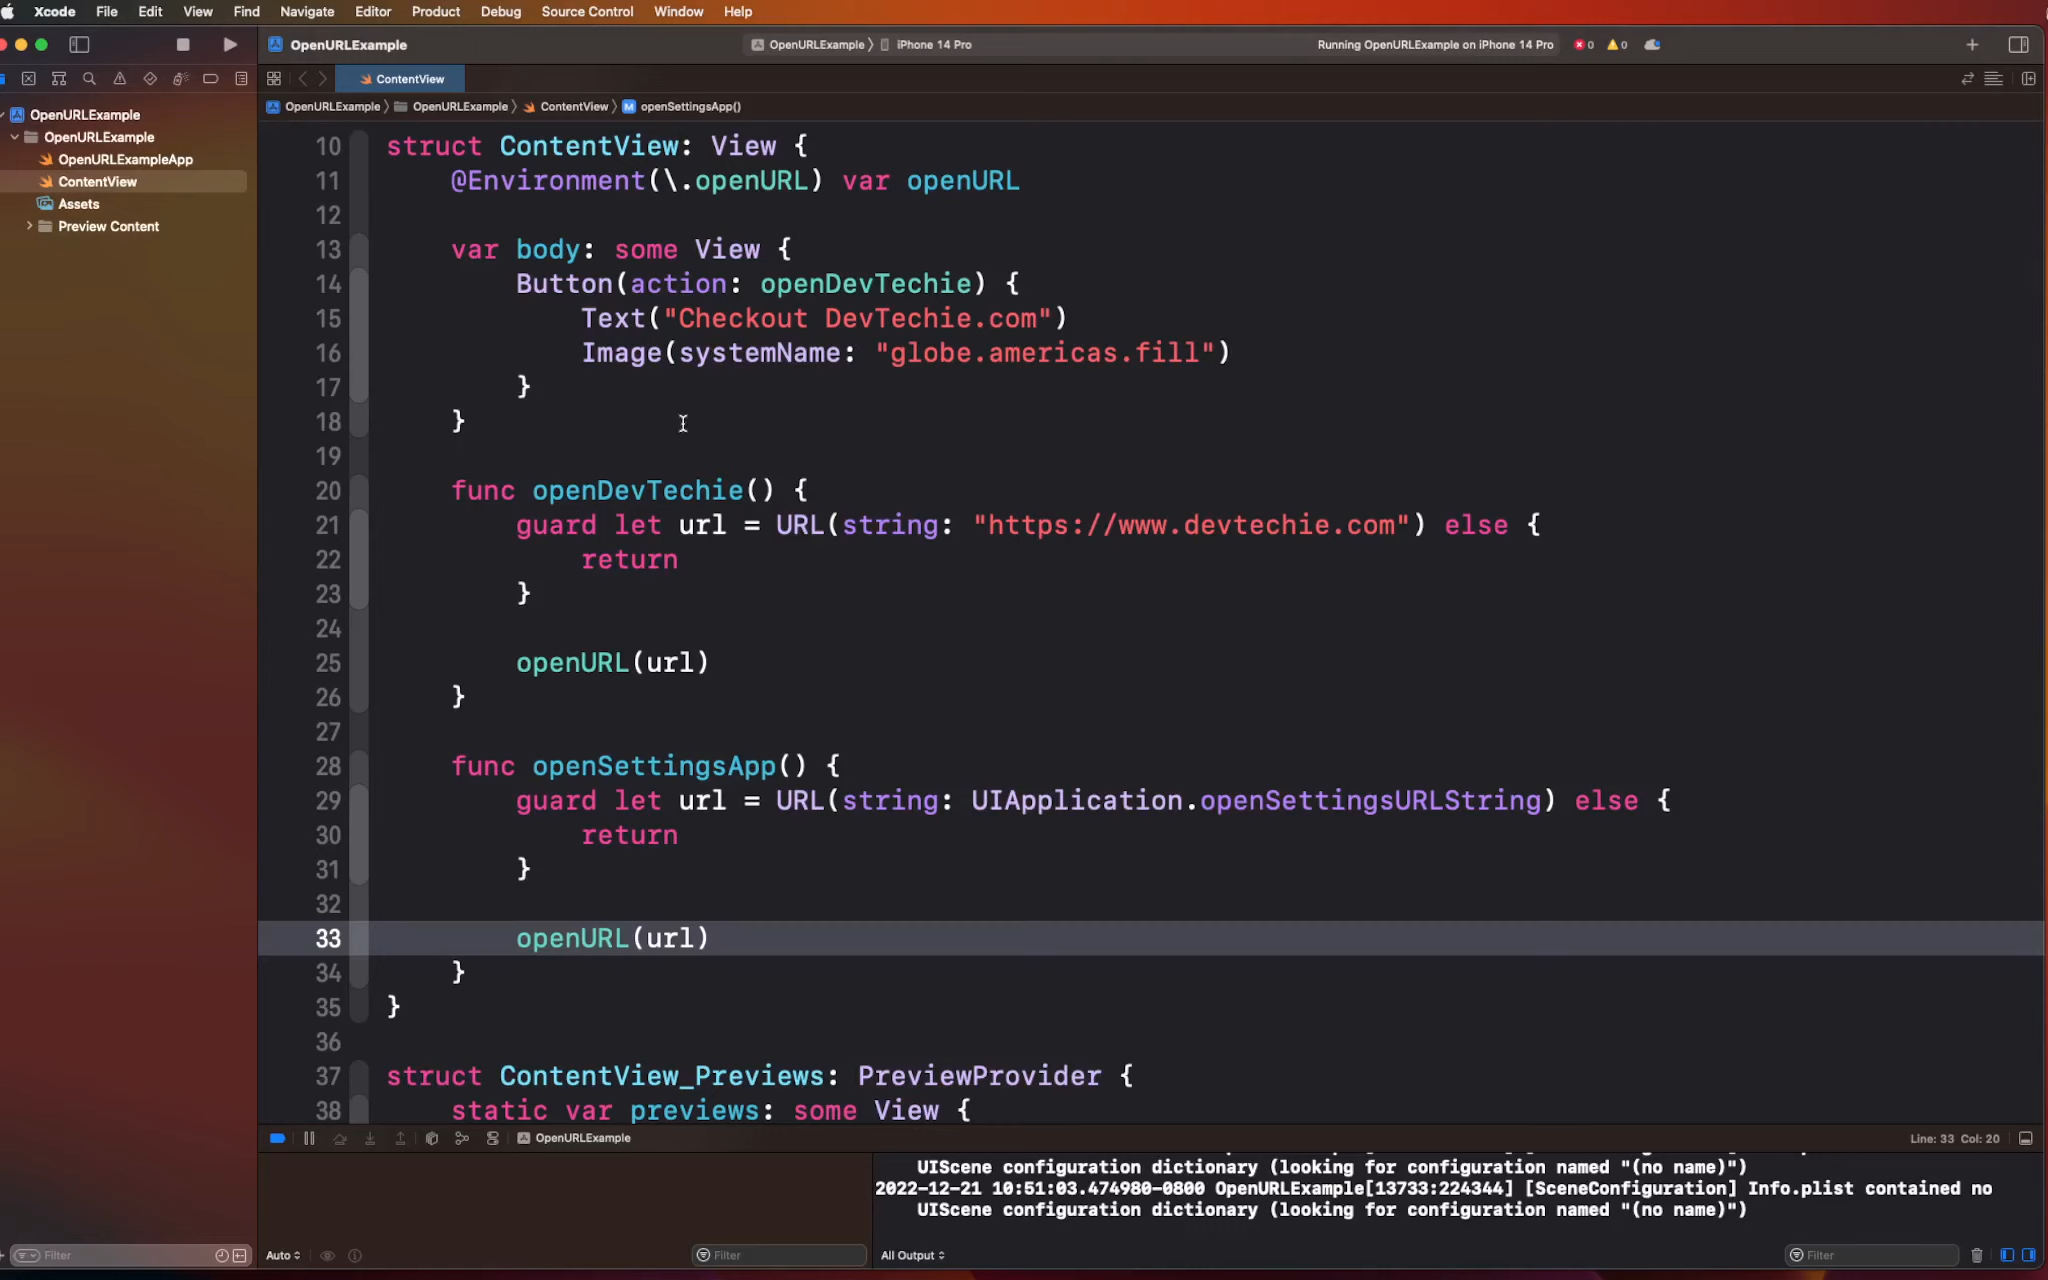 Xcode File Edit View Find Navigate Editor Product Debug Source Control Window Help
OpenURLExample
OpenURLExample iPhone 14 Pro
Running OpenURLExample on iPhone 14 Pro 0 0
ContentView
OpenURLExample OpenURLExample ContentView M openSettingsApp()
OpenURLExample
OpenURLExample
OpenURLExampleApp
ContentView
Assets
Preview Content
10 struct ContentView: View {
11 @Environment(\.openURL) var openURL
12
13 var body: some View {
14 Button(action: openDevTechie) {
15 Text("Checkout DevTechie.com")
16 Image(systemName: "globe.americas.fill")
17 }
18 }
19
20 func openDevTechie() {
21 guard let url = URL(string: "https://www.devtechie.com") else {
22 return
23 }
24
25 openURL(url)
26 }
27
28 func openSettingsApp() {
29 guard let url = URL(string: UIApplication.openSettingsURLString) else {
30 return
31 }
32
33 openURL(url)
34 }
35 }
36
37 struct ContentView_Previews: PreviewProvider {
38 static var previews: some View {
OpenURLExample
Line: 33 Col: 20
UIScene configuration dictionary (looking for configuration named "(no name)")
2022-12-21 10:51:03.474980-0800 OpenURLExample[13733:224344] [SceneConfiguration] Info.plist contained no
UIScene configuration dictionary (looking for configuration named "(no name)")
Filter
Auto
Filter
All Output
Filter